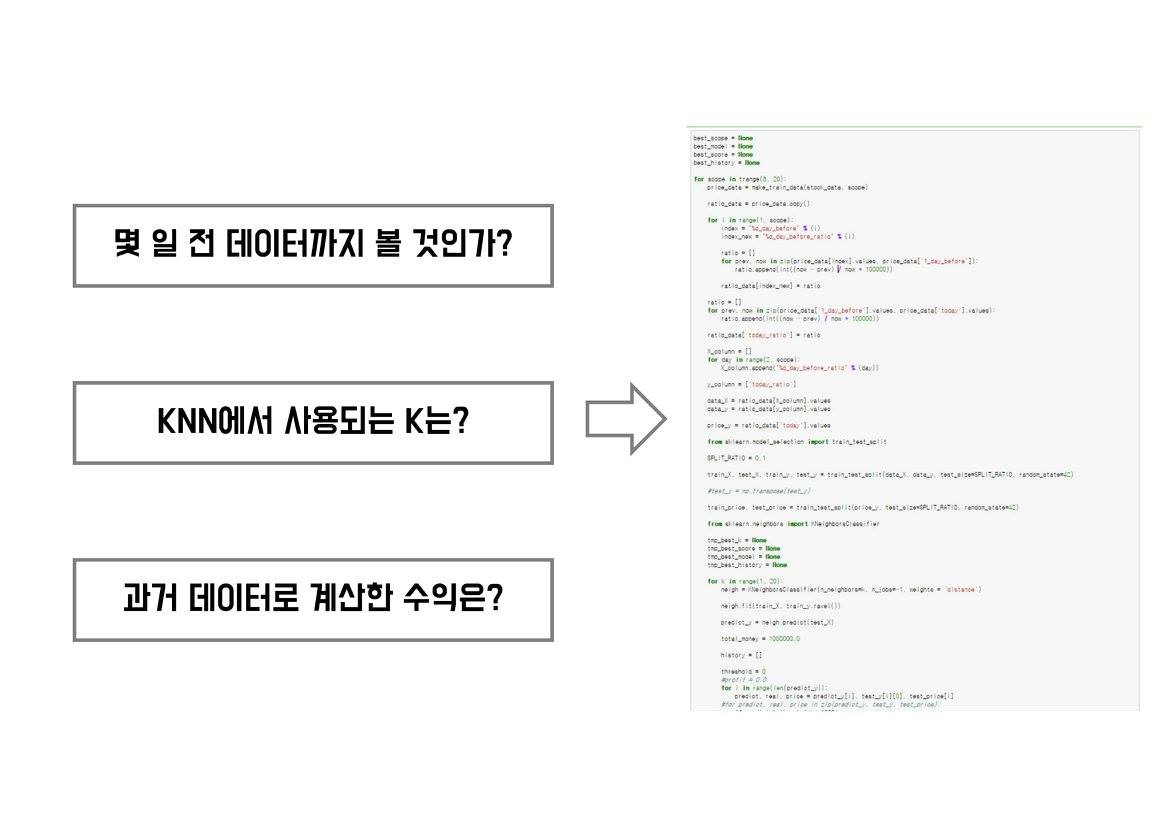 몇 일 전 데이터까지 볼 것인가?
KNN에서 사용되는 K는?
과거 데이터로 계산한 수익은?
best_scope = None
best_model = None
best_score = None
best_history = None
for scope in trange(3, 20):
price_data = make_train_data(stock_data, scope)
ratio_data = price_data.copy()
for i in range(1, scope):
index = "%d_day_before" % (i)
index_new = "%d_day_before_ratio" % (i)
ratio = []
for prev, now in zip(price_data[index].values, price_data['1_day_before']):
ratio.append(int((now - prev) / now * 100000))
ratio_data[index_new] = ratio
ratio = []
for prev, now in zip(price_data['1_day_before'].values, price_data['today'].values):
ratio.append(int((now - prev) / now * 100000))
ratio_data['today_ratio'] = ratio
X_column = []
for day in range(2, scope):
X_column.append("%d_day_before_ratio" % (day))
y_column = ['today_ratio']
data_X = ratio_data[X_column].values
data_y = ratio_data[y_column].values
price_y = ratio_data['today'].values
from sklearn.model_selection import train_test_split
SPLIT_RATIO = 0.1
train_X, test_X, train_y, test_y = train_test_split(data_X, data_y, test_size=SPLIT_RATIO, random_state=42)
#test_y = np.transpose(test_y)
train_price, test_price = train_test_split(price_y, test_size=SPLIT_RATIO, random_state=42)
from sklearn.neighbors import KNeighborsClassifier
tmp_best_k = None
tmp_best_score = None
tmp_best_model = None
tmp_best_history = None
for k in range(1, 20):
neigh = KNeighborsClassifier(n_neighbors=k, n_jobs=-1, weights = 'distance')
neigh.fit(train_X, train_y.ravel())
predict_y = neigh.predict(test_X)
total_money = 1000000.0
history = []
threshold = 0
#profit = 0.0
for i in range(len(predict_y)):
predict, real, price = predict_y[i], test_y[i][0], test_price[i]
#for predict, real, price in zip(predict_y, test_y, test_price):